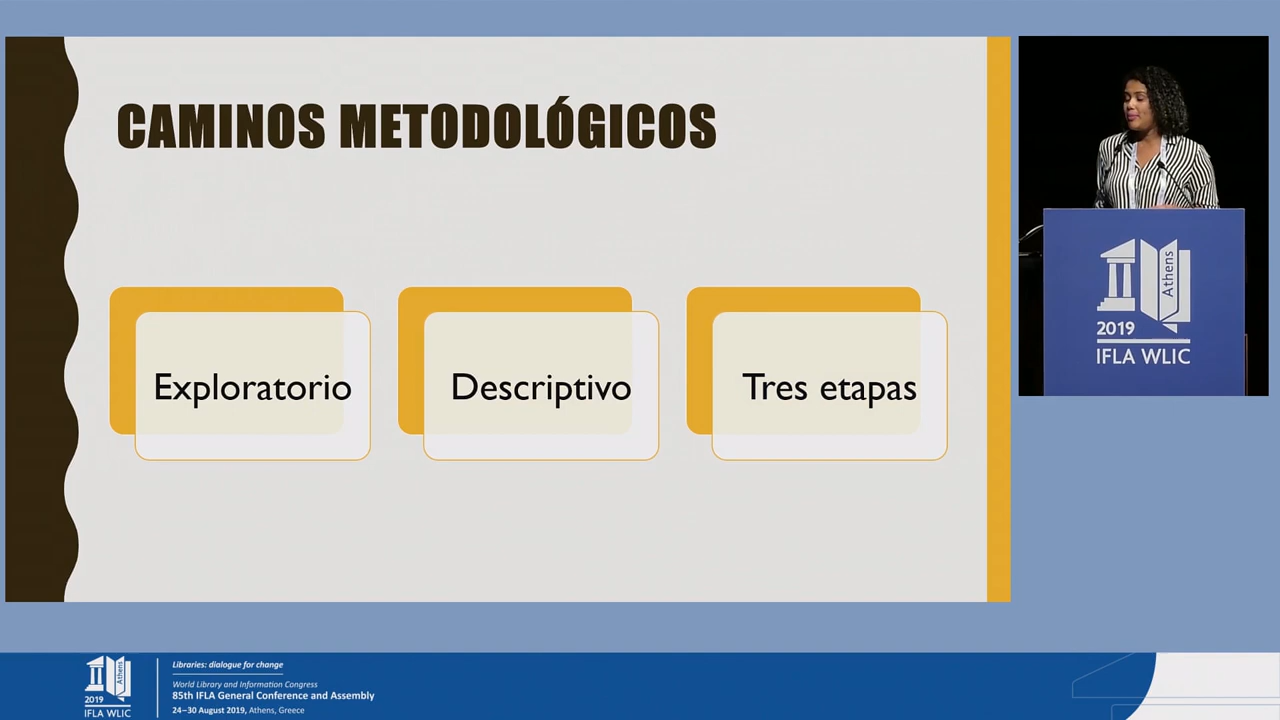 CAMINOS METODOLÓGICOS
Exploratorio
Descriptivo
Tres etapas
Athens
2019
IFLA WLIC
Athens
2019
IFLA WLIC
Libraries: dialogue for change
World Library and Information Congress
85th IFLA General Conference and Assembly
24–30 August 2019, Athens, Greece